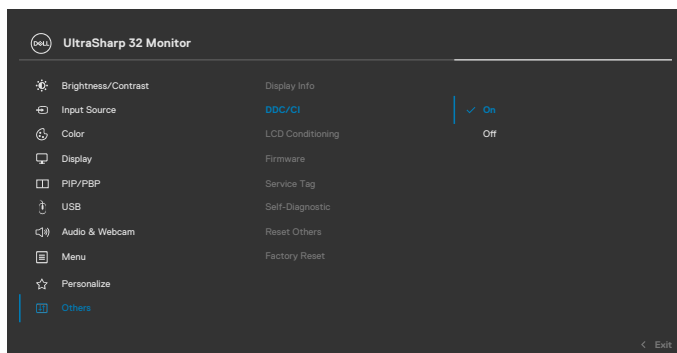 DELL UltraSharp 32 Monitor
Brightness/Contrast Display Info
Input Source DDC/CI On
Color LCD Conditioning Off
Display Firmware
PIP/PBP Service Tag
USB Self-Diagnostic
Audio & Webcam Reset Others
Menu Factory Reset
Personalize
Others
< Exit